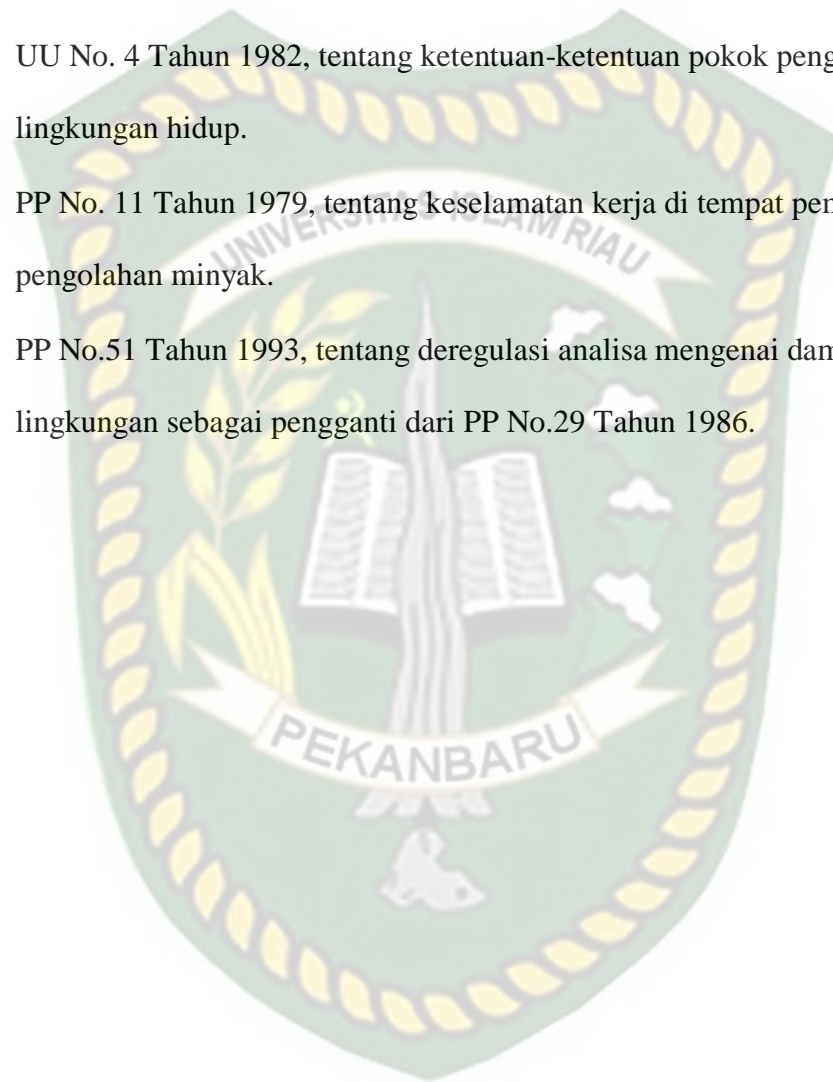 UU No. 4 Tahun 1982, tentang ketentuan-ketentuan pokok peng
lingkungan hidup.
PP No. 11 Tahun 1979, tentang keselamatan kerja di tempat pen
pengolahan minyak.
PP No.51 Tahun 1993, tentang deregulasi analisa mengenai dam
lingkungan sebagai pengganti dari PP No.29 Tahun 1986.
UNIVERSITAS ISLAM RIAU
PEKANBARU